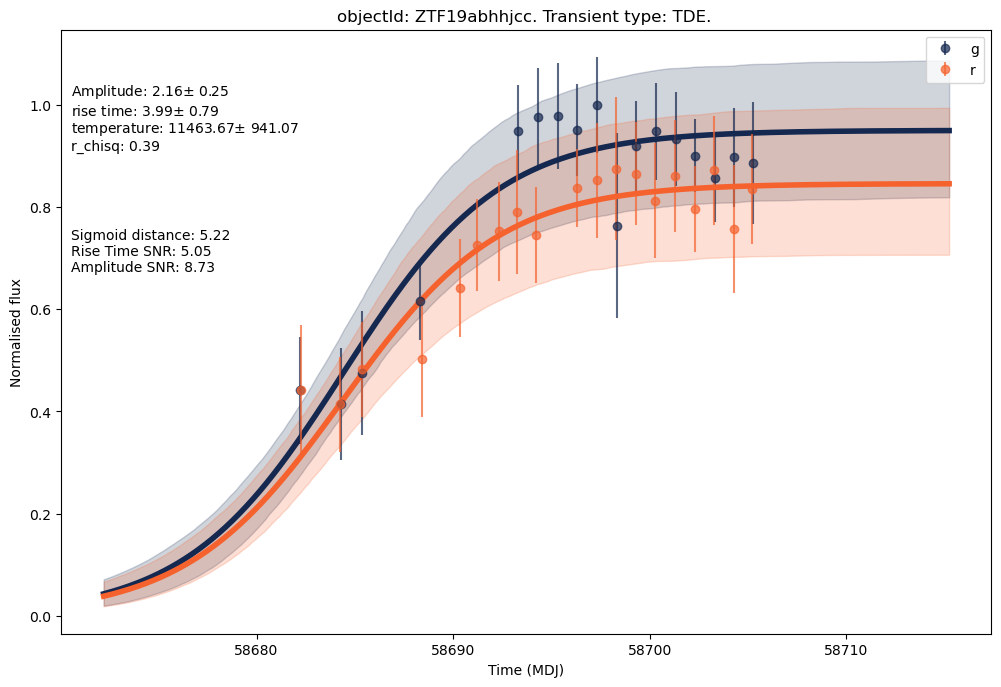 objectId: ZTF19abhhjcc. Transient type: TDE.
g
r
Amplitude: 2.16± 0.25
rise time: 3.99± 0.79
temperature: 11463.67± 941.07
r_chisq: 0.39
Sigmoid distance: 5.22
Rise Time SNR: 5.05
Amplitude SNR: 8.73
Normalised flux
1.0
0.8
0.6
0.4
0.2
0.0
58680
58690
58700
58710
Time (MDJ)